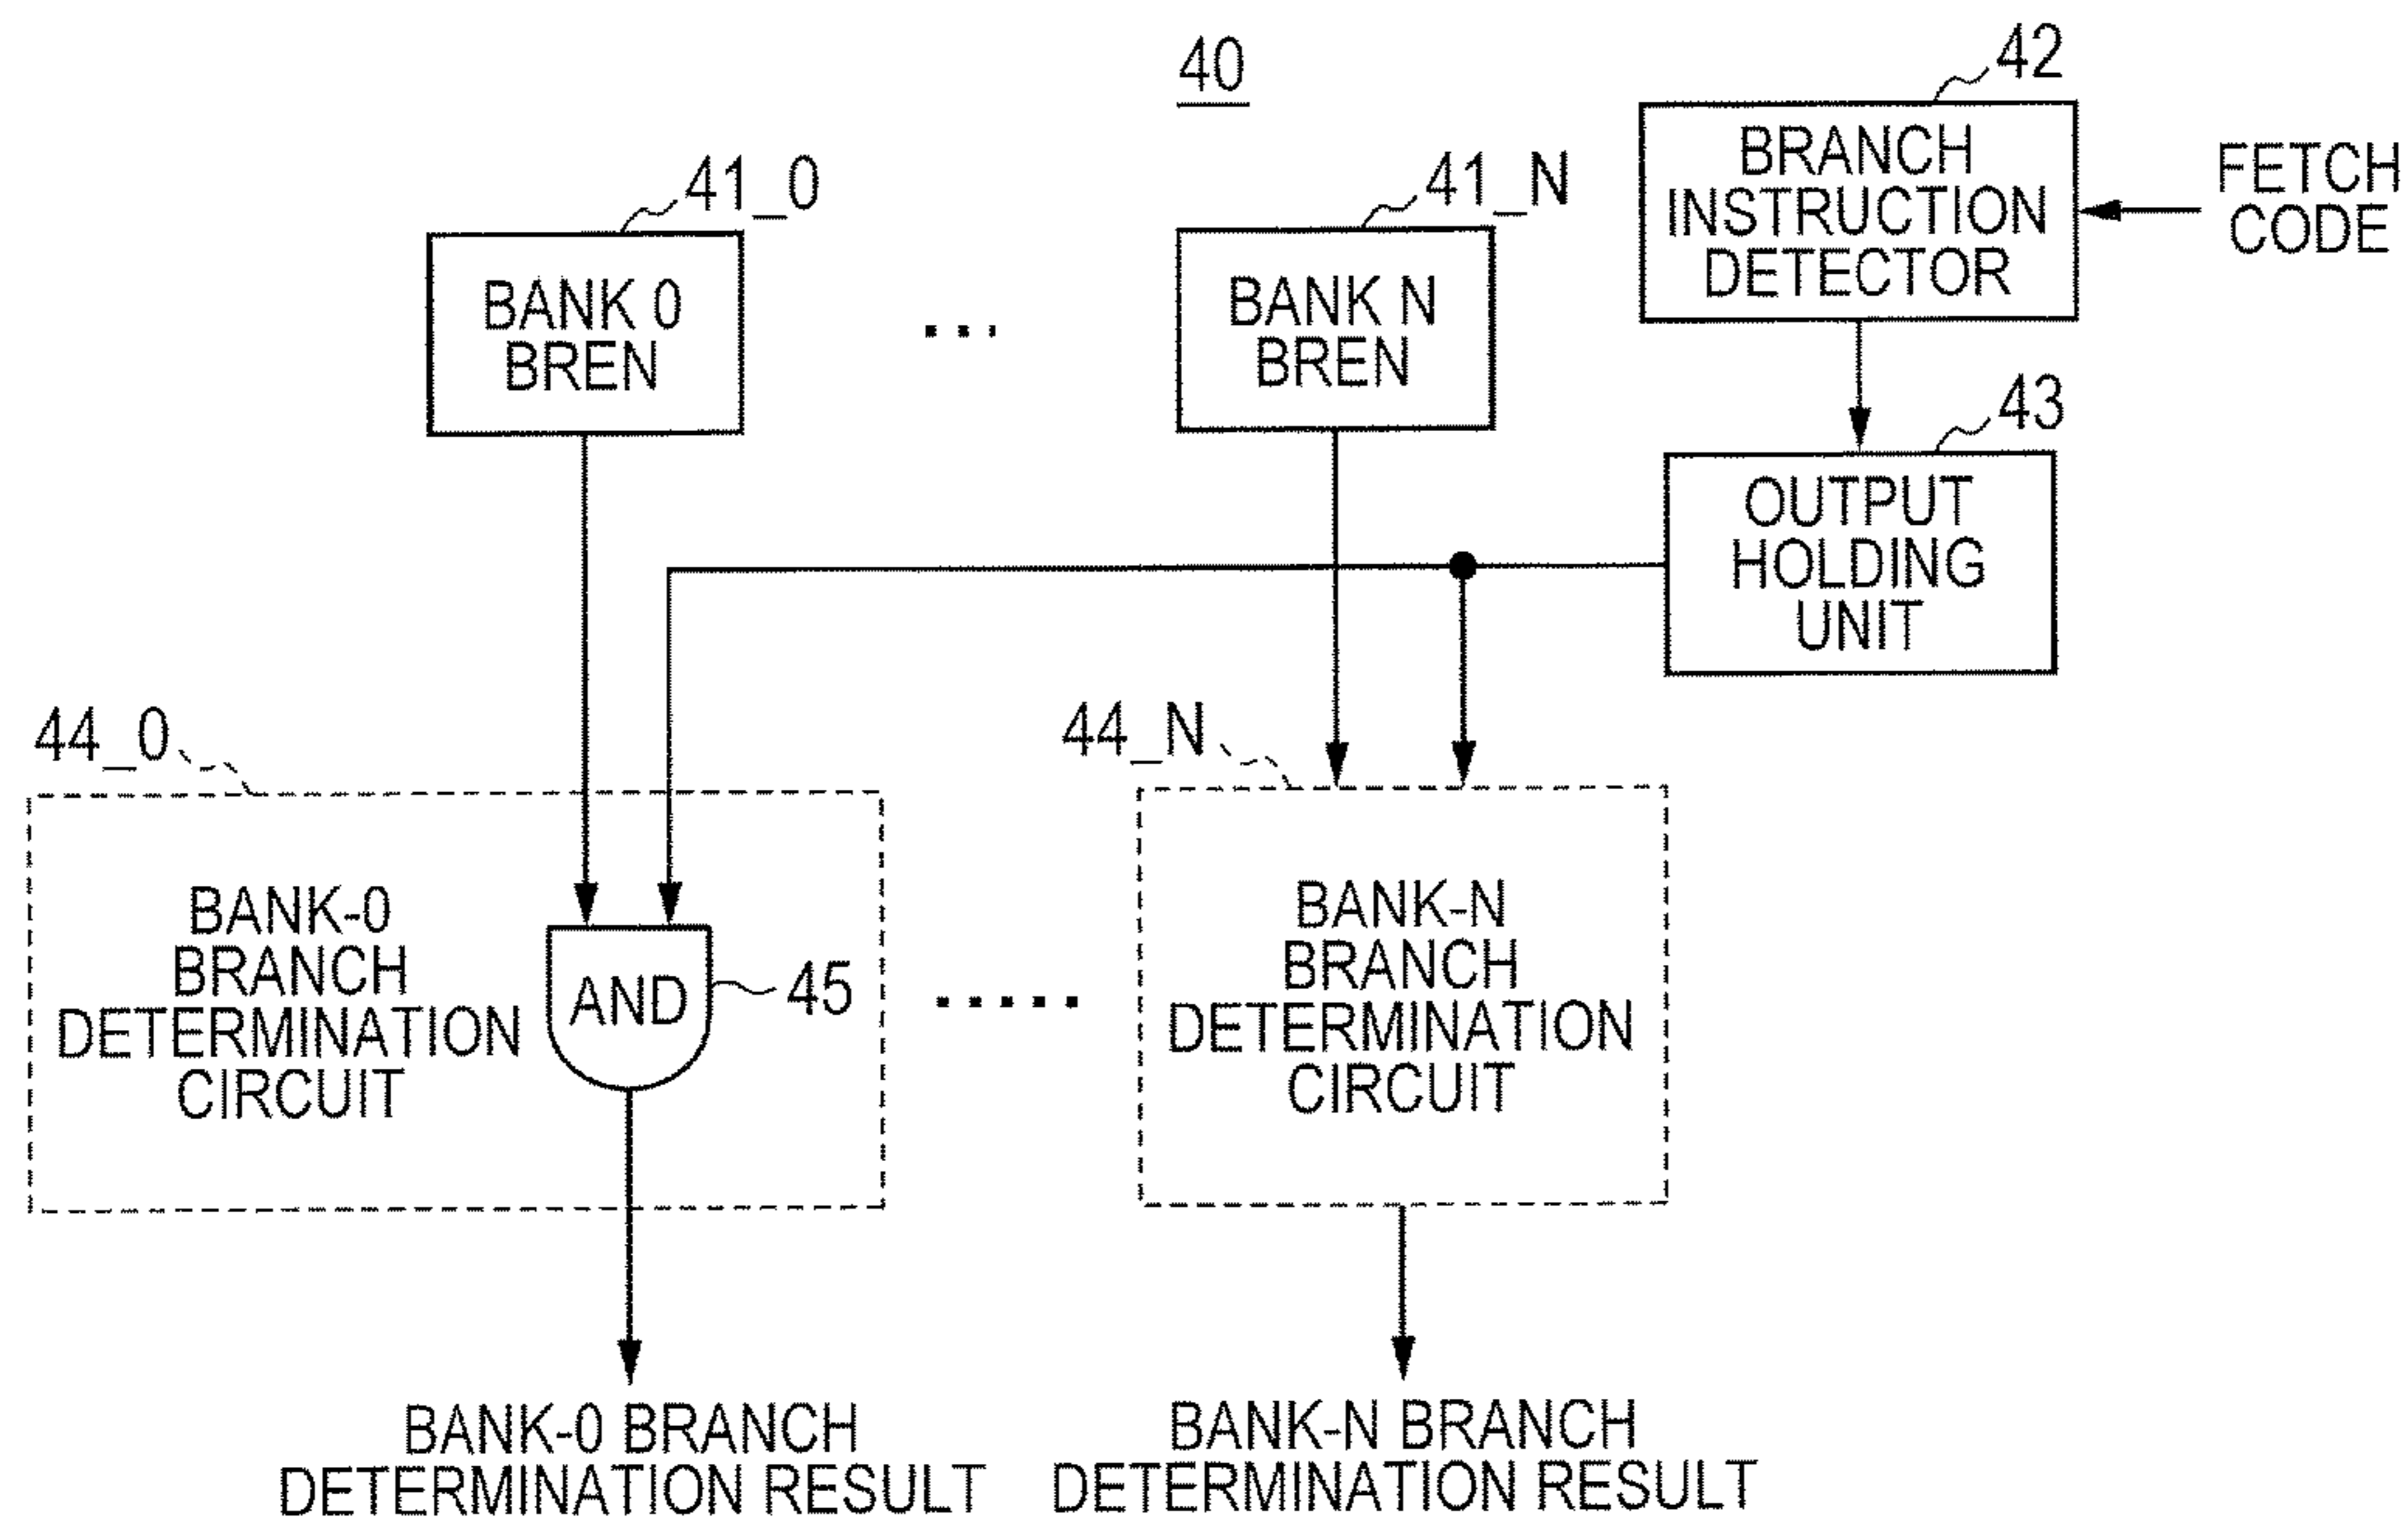 40
42
BRANCH
INSTRUCTION
DETECTOR
FETCH
CODE
41_0
BANK 0
BREN
41_N
BANK N
BREN
43
OUTPUT
HOLDING
UNIT
44_0
BANK-0
BRANCH
DETERMINATION
CIRCUIT
AND
45
44_N
BANK-N
BRANCH
DETERMINATION
CIRCUIT
BANK-0 BRANCH
DETERMINATION RESULT
BANK-N BRANCH
DETERMINATION RESULT